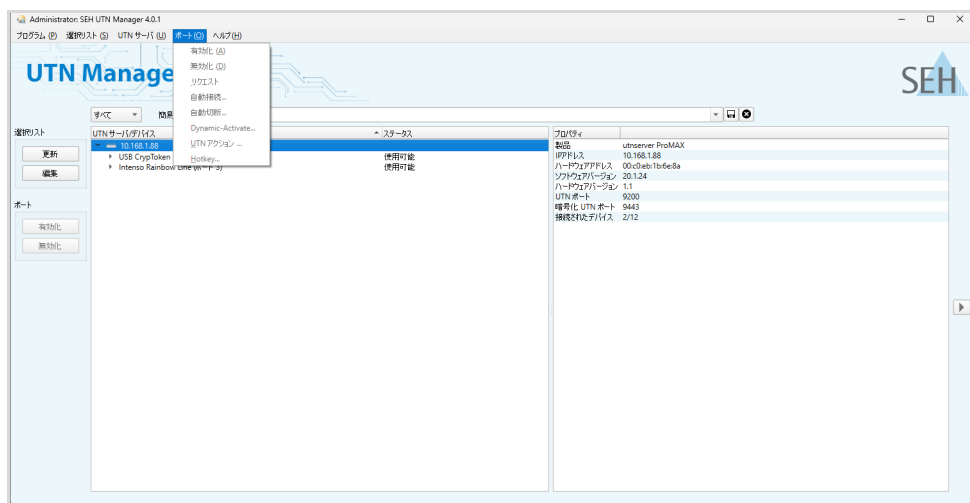 Administrator: SEH UTN Manager 4.0.1
プログラム (P) 選択リスト (S) UTN サーバ (U) ポート(O) ヘルプ(H)
有効化 (A)
無効化 (D)
リクエスト
自動接続...
自動切断...
Dynamic-Activate...
UTN アクション ...
Hotkey...
UTN Manage
SEH
すべて 簡易
選択リスト
更新
編集
ポート
有効化
無効化
UTN サーバ/デバイス ステータス
10.168.1.88
USB CrypToken 使用可能
Intenso Rainbow Line (ポート 3) 使用可能
プロパティ
製品 utnserver ProMAX
IPアドレス 10.168.1.88
ハードウェアアドレス 00:c0:eb:1b:6e:8a
ソフトウェアバージョン 20.1.24
ハードウェアバージョン 1.1
UTN ポート 9200
暗号化 UTN ポート 9443
接続されたデバイス 2/12